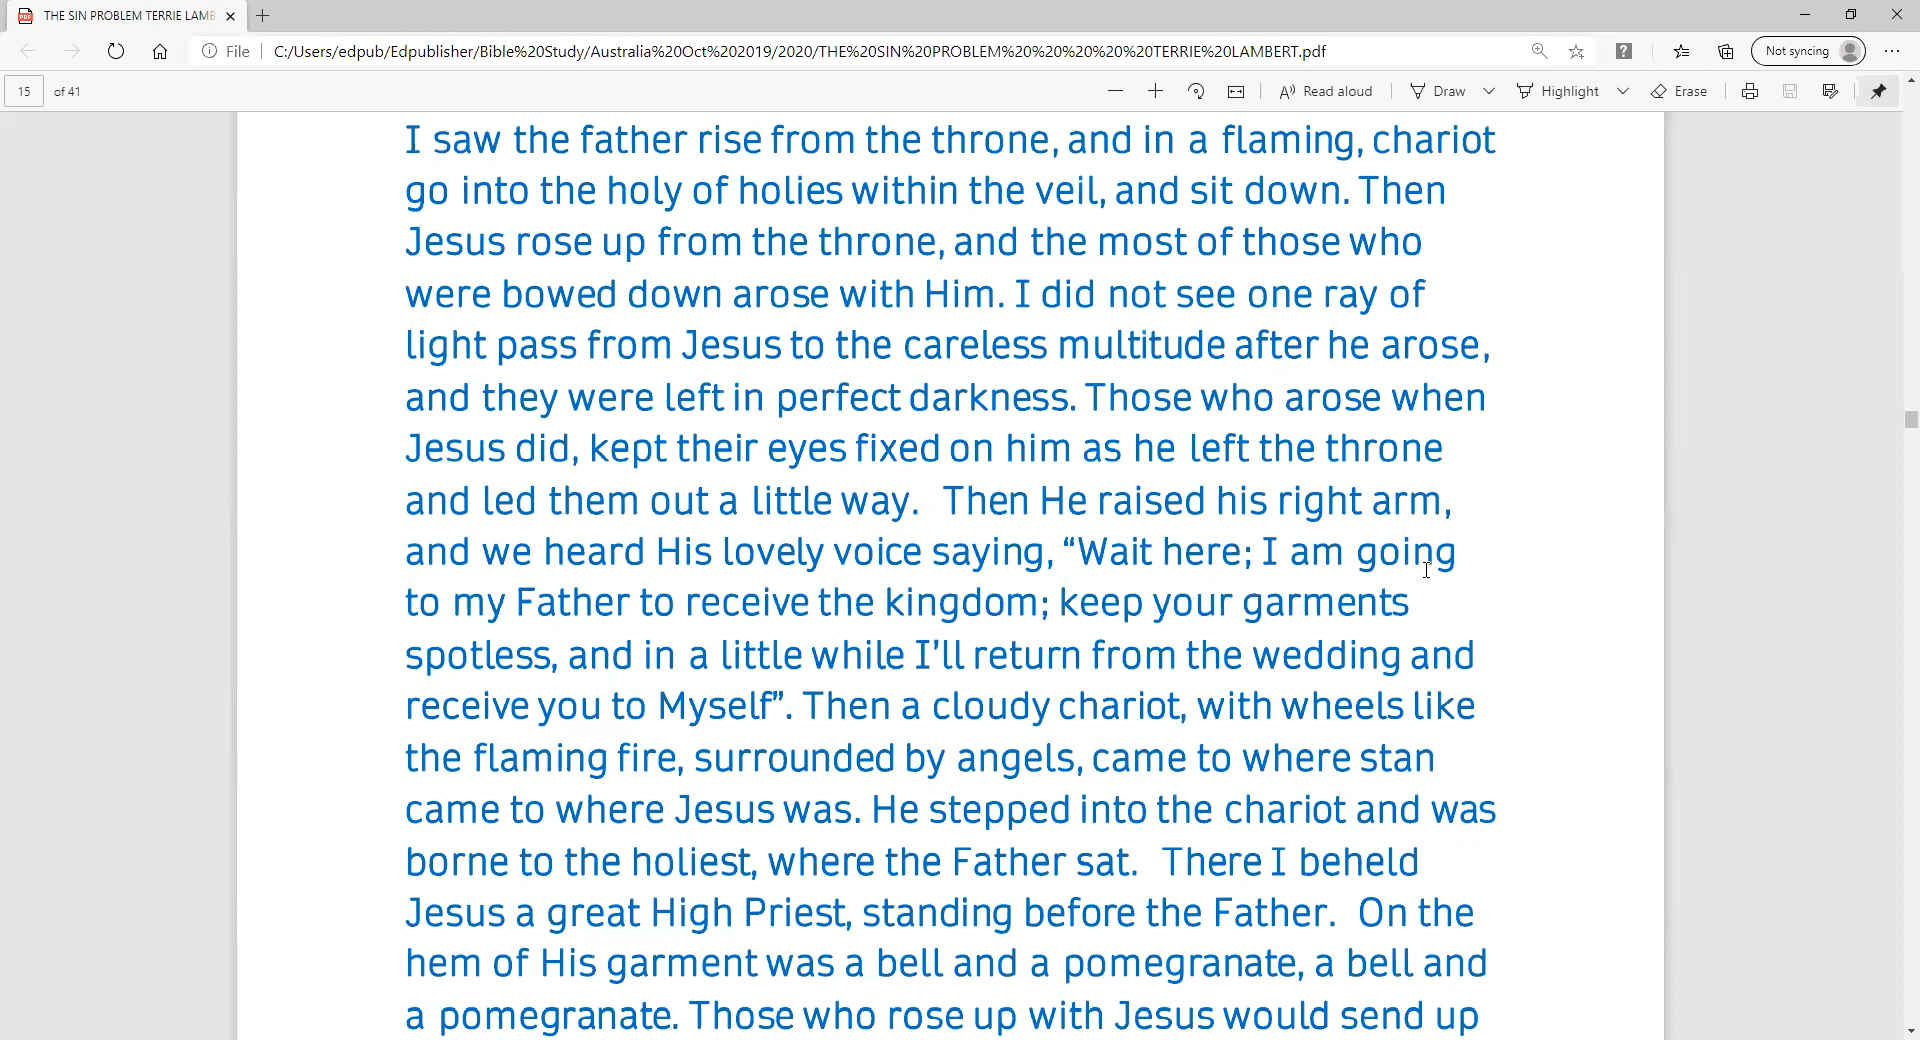 THE SIN PROBLEM TERRIE LAMB
File C:/Users/edpub/Edpublisher/Bible%20Study/Australia%20Oct%202019/2020/THE%20SIN%20PROBLEM%20%20%20%20%20TERRIE%20LAMBERT.pdf Not syncing
15 of 41 Read aloud Draw Highlight Erase
I saw the father rise from the throne, and in a flaming, chariot
go into the holy of holies within the veil, and sit down. Then
Jesus rose up from the throne, and the most of those who
were bowed down arose with Him. I did not see one ray of
light pass from Jesus to the careless multitude after he arose,
and they were left in perfect darkness. Those who arose when
Jesus did, kept their eyes fixed on him as he left the throne
and led them out a little way. Then He raised his right arm,
and we heard His lovely voice saying, “Wait here; I am going
to my Father to receive the kingdom; keep your garments
spotless, and in a little while I’ll return from the wedding and
receive you to Myself”. Then a cloudy chariot, with wheels like
the flaming fire, surrounded by angels, came to where stan
came to where Jesus was. He stepped into the chariot and was
borne to the holiest, where the Father sat. There I beheld
Jesus a great High Priest, standing before the Father. On the
hem of His garment was a bell and a pomegranate, a bell and
a pomegranate. Those who rose up with Jesus would send up